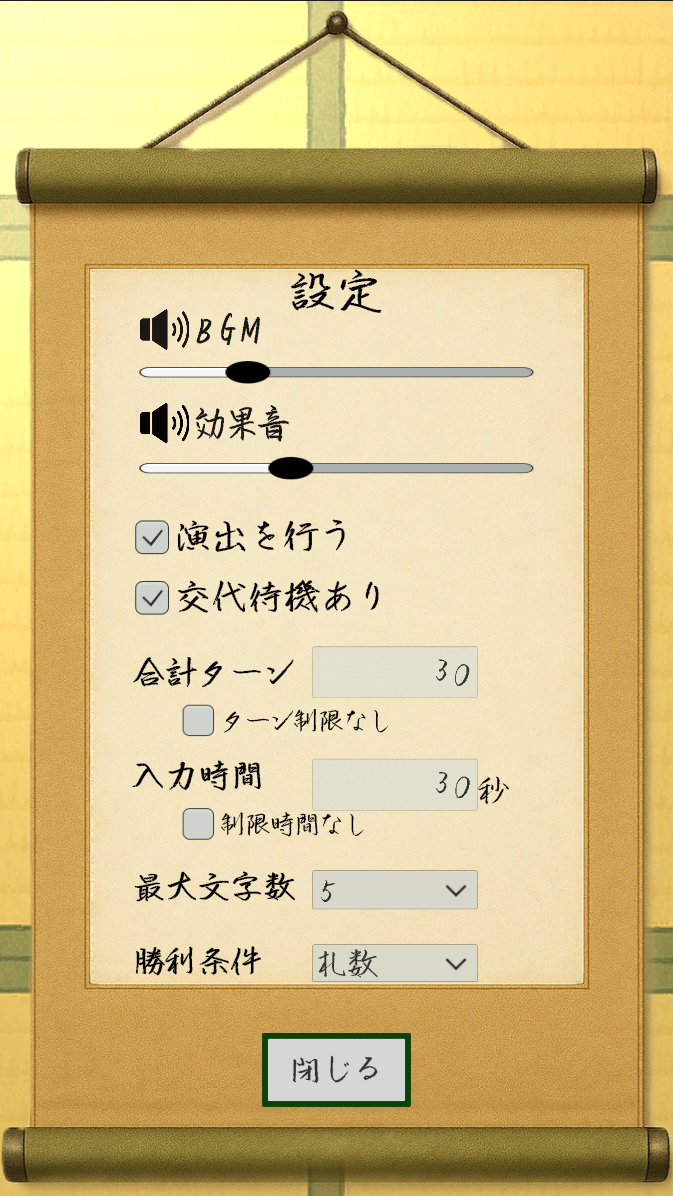 設定
BGM
効果音
演出を行う
交代待機あり
合計ターン 30
ターン制限なし
入力時間 30秒
制限時間なし
最大文字数 5
勝利条件 札数
閉じる